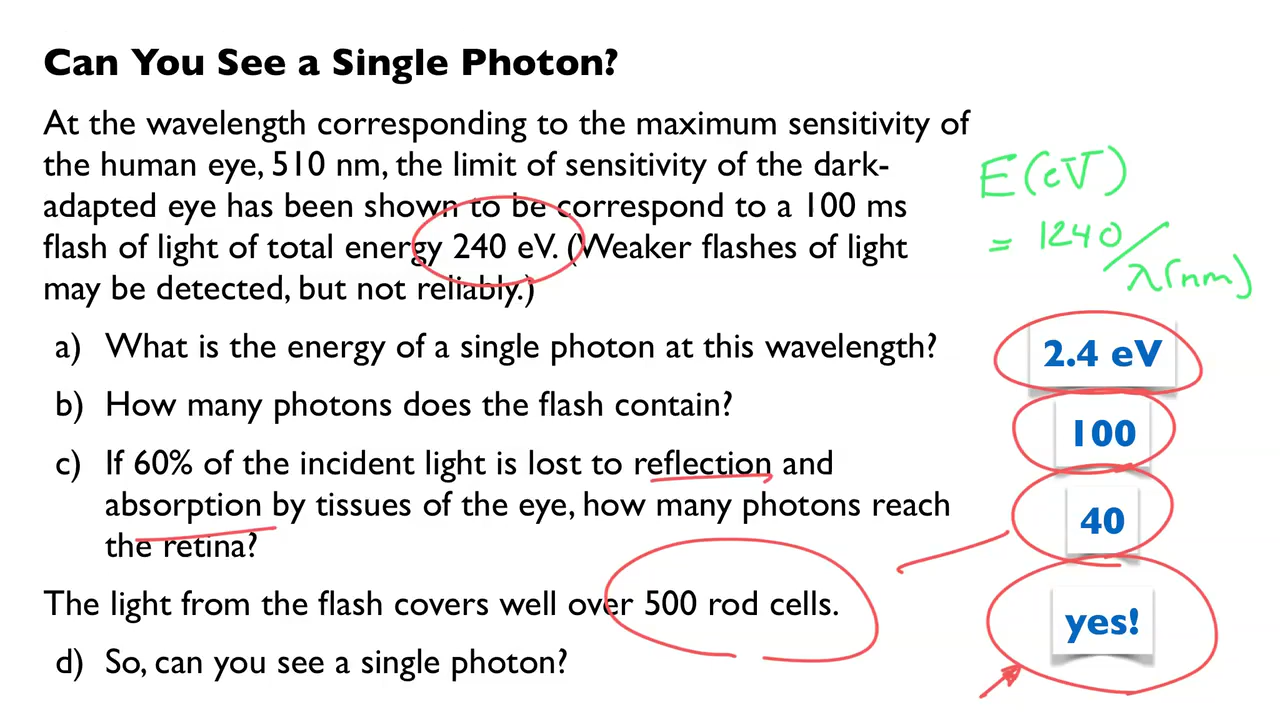 Can You See a Single Photon?
At the wavelength corresponding to the maximum sensitivity of
the human eye, 510 nm, the limit of sensitivity of the dark-
adapted eye has been shown to be correspond to a 100 ms
flash of light of total energy 240 eV. (Weaker flashes of light
may be detected, but not reliably.)
E(eV)
= 1240/λ(nm)
a) What is the energy of a single photon at this wavelength?
2.4 eV
b) How many photons does the flash contain?
100
c) If 60% of the incident light is lost to reflection and
absorption by tissues of the eye, how many photons reach
the retina?
40
The light from the flash covers well over 500 rod cells.
d) So, can you see a single photon?
yes!